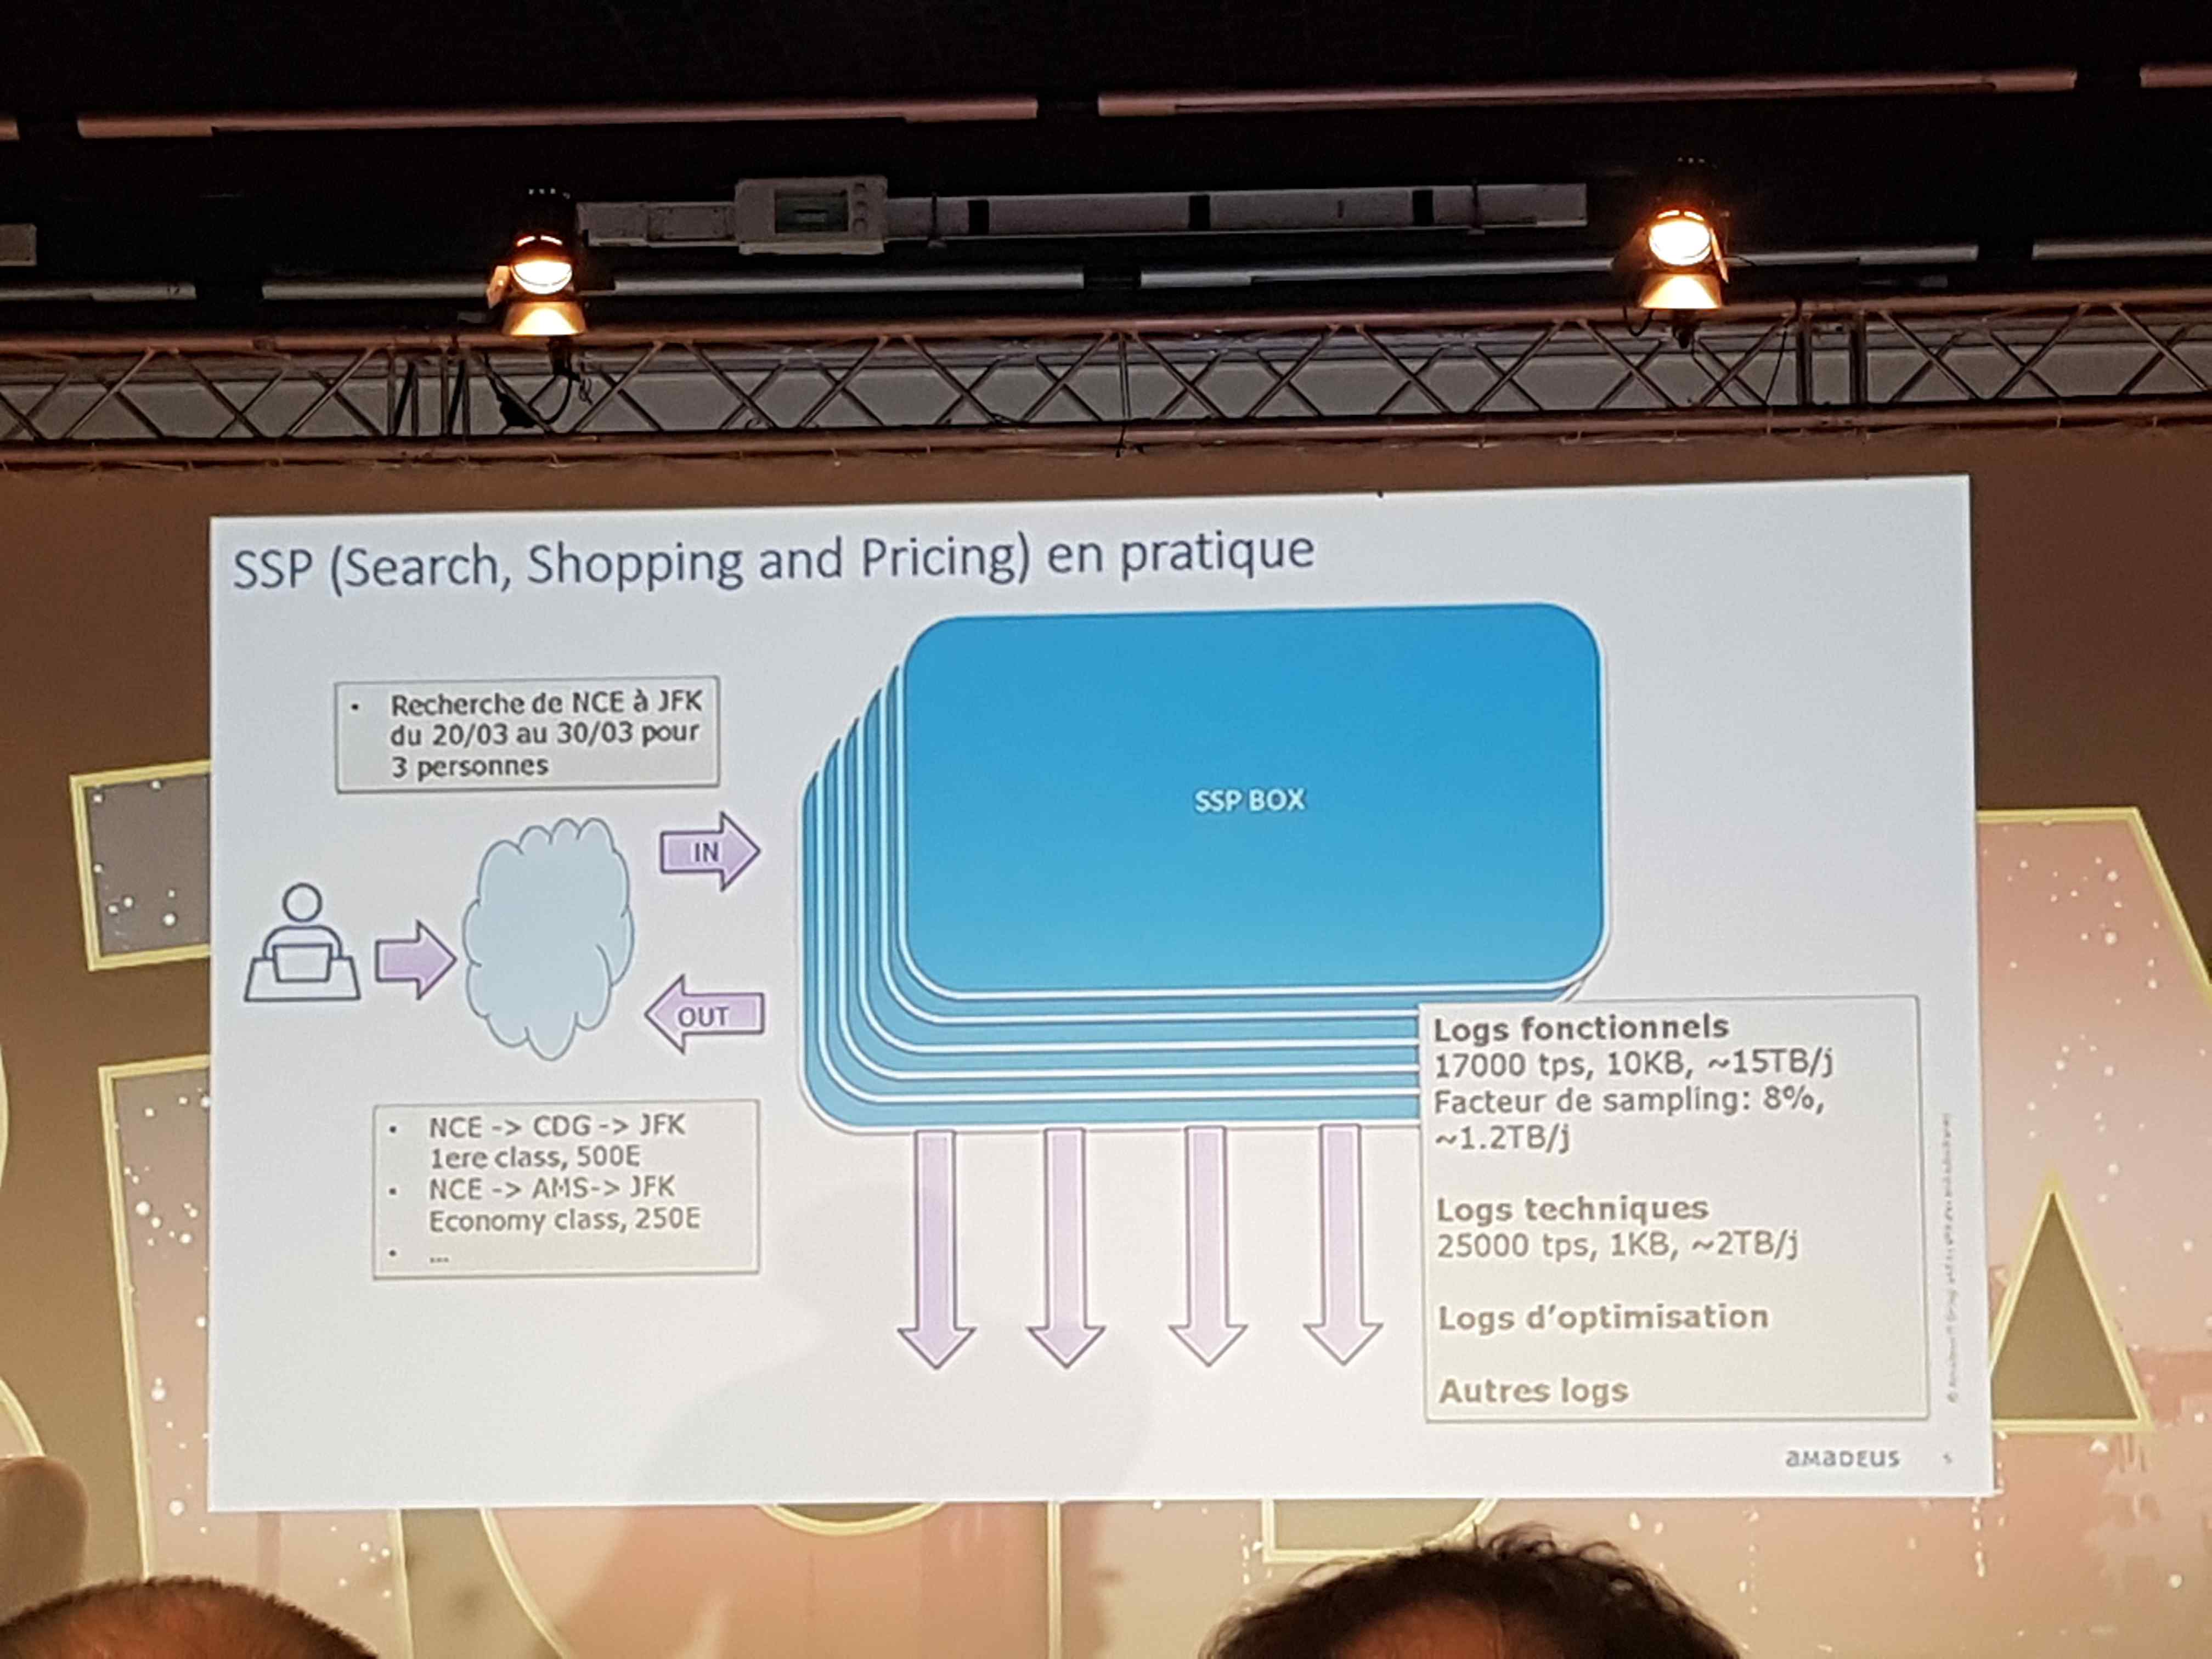 SSP (Search, Shopping and Pricing) en pratique
• Recherche de NCE à JFK
du 20/03 au 30/03 pour
3 personnes
SSP BOX
IN
OUT
• NCE -> CDG -> JFK
1ere class, 500E
• NCE -> AMS-> JFK
Economy class, 250E
• ...
Logs fonctionnels
17000 tps, 10KB, ~15TB/j
Facteur de sampling: 8%,
~1.2TB/j
Logs techniques
25000 tps, 1KB, ~2TB/j
Logs d'optimisation
Autres logs
amadeus